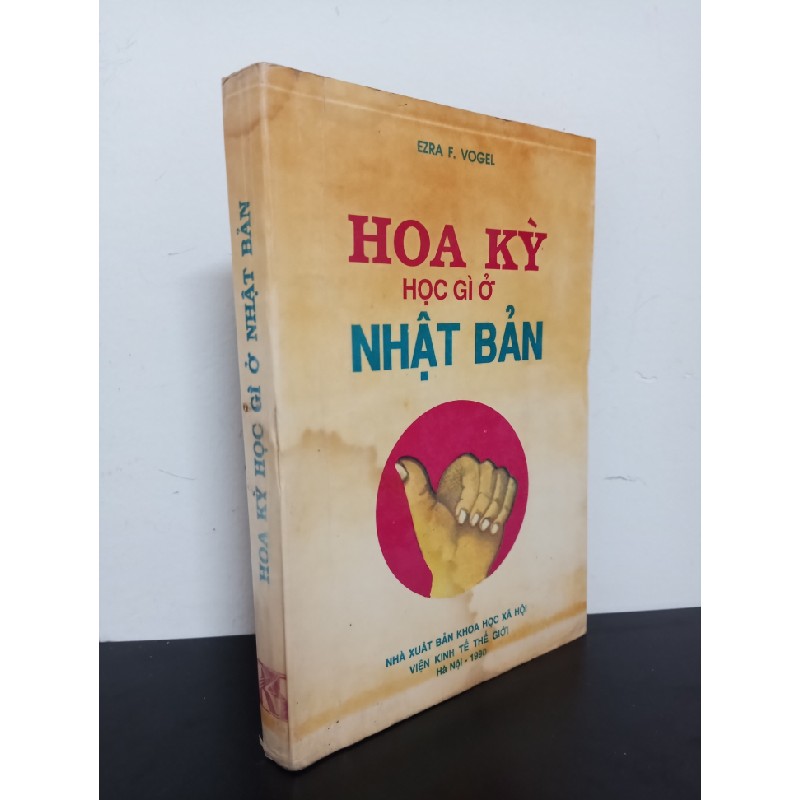 EZRA F. VOGEL
HOA KỲ
HỌC GÌ Ở
NHẬT BẢN
NHÀ XUẤT BẢN KHOA HỌC XÃ HỘI
VIỆN KINH TẾ THẾ GIỚI
Hà Nội - 1990
HOA KỲ HỌC GÌ Ở NHẬT BẢN